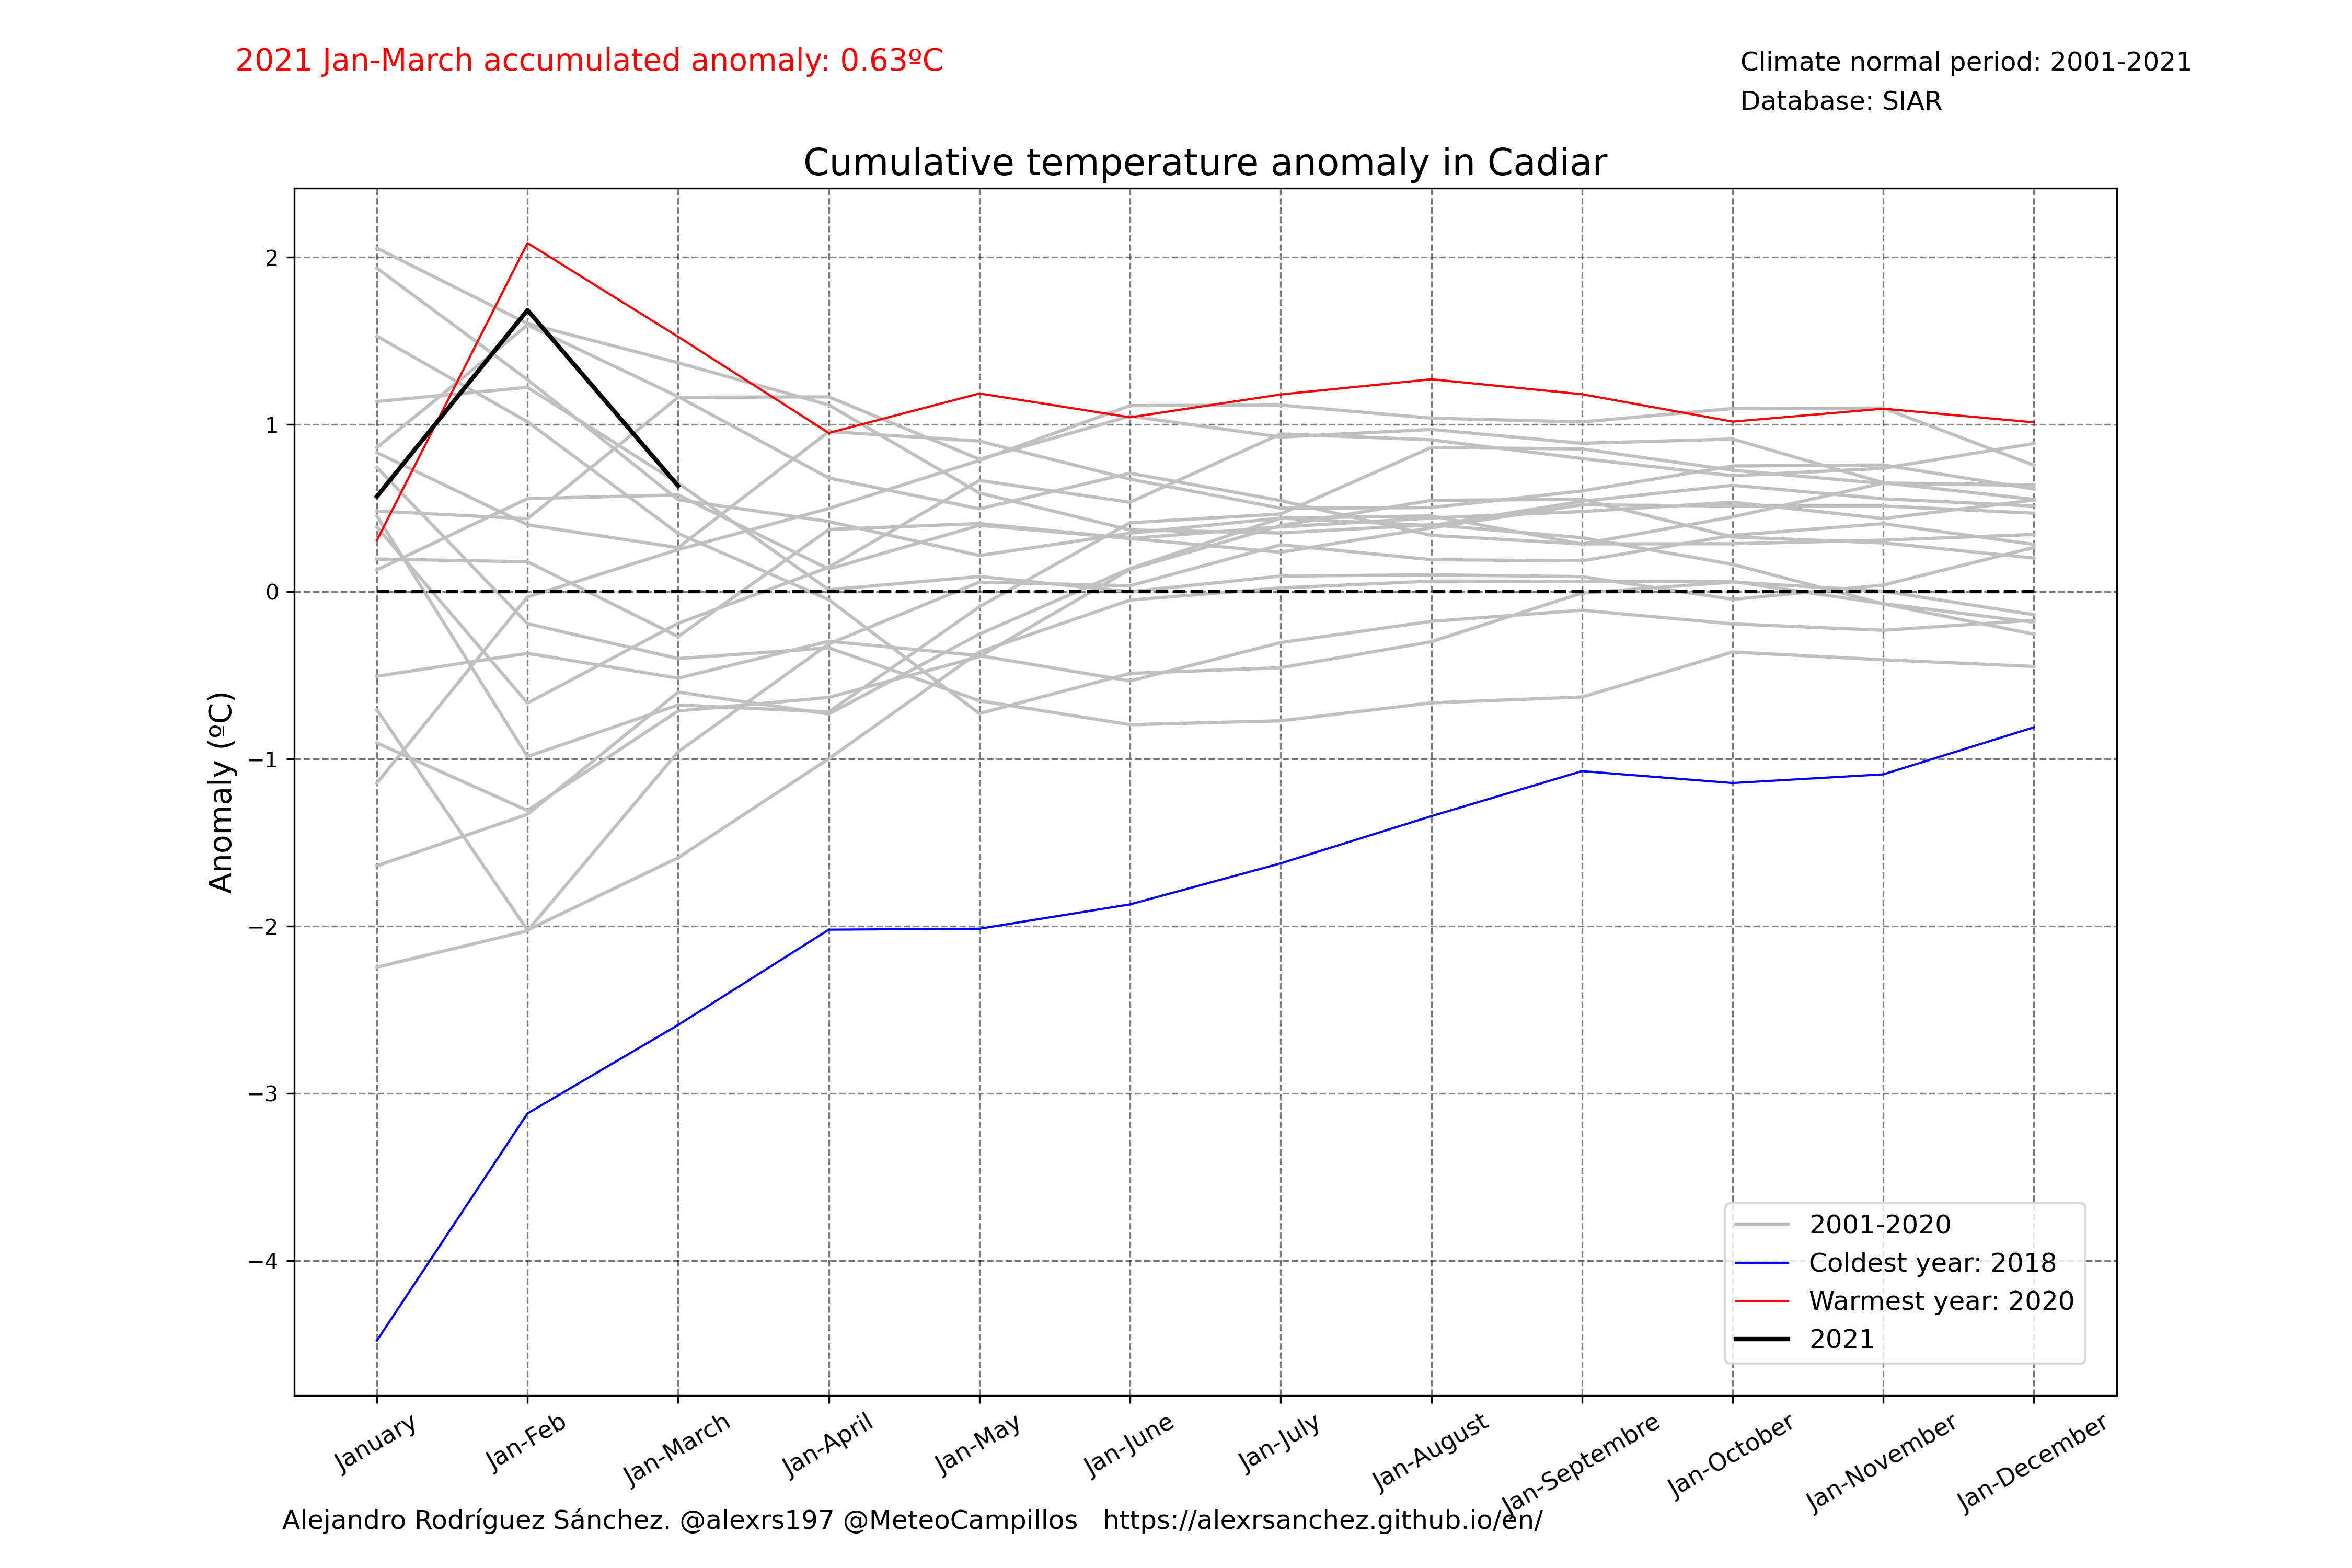 2021 Jan-March accumulated anomaly: 0.63ºC
Climate normal period: 2001-2021
Database: SIAR
Cumulative temperature anomaly in Cadiar
Anomaly (ºC)
2
1
0
−1
−2
−3
−4
2001-2020
Coldest year: 2018
Warmest year: 2020
2021
January
Jan-Feb
Jan-March
Jan-April
Jan-May
Jan-June
Jan-July
Jan-August
Jan-Septembre
Jan-October
Jan-November
Jan-December
Alejandro Rodríguez Sánchez. @alexrs197 @MeteoCampillos https://alexrsanchez.github.io/en/